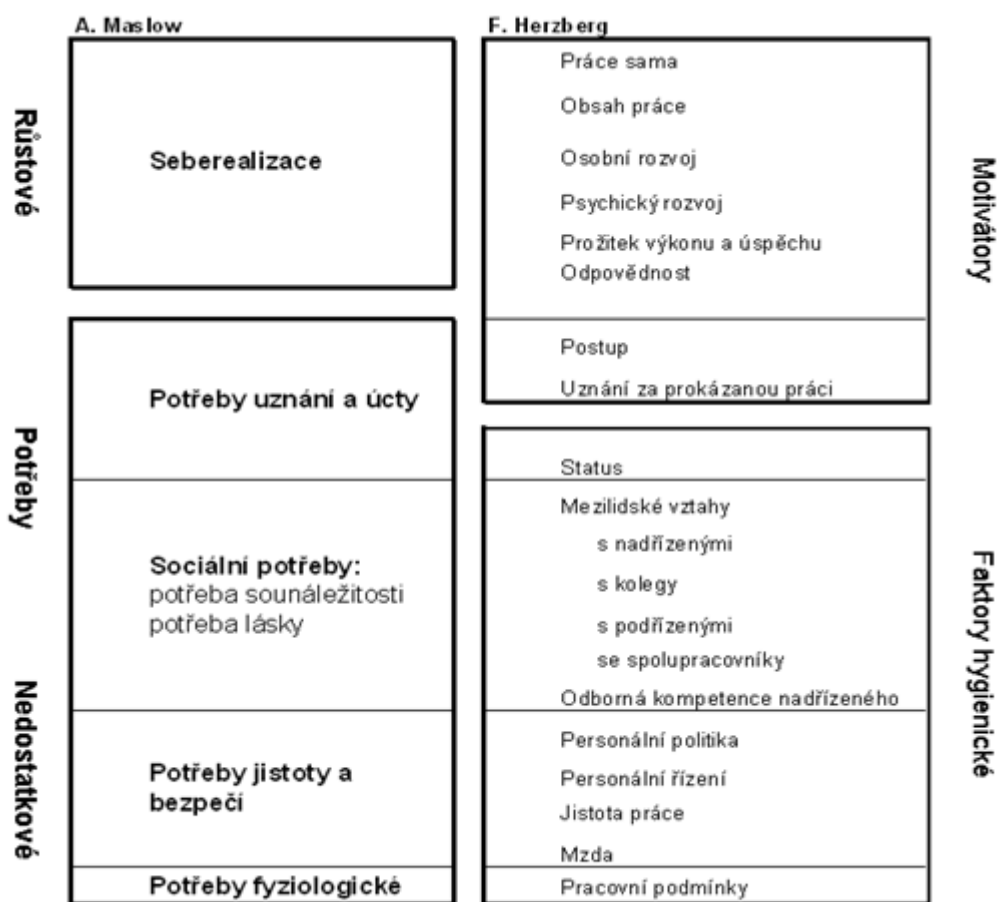 A. Maslow
F. Herzberg
Růstové
Potřeby
Nedostatkové
Seberealizace
Potřeby uznání a úcty
Sociální potřeby:
potřeba sounáležitosti
potřeba lásky
Potřeby jistoty a
bezpečí
Potřeby fyziologické
Práce sama
Obsah práce
Osobní rozvoj
Psychický rozvoj
Prožitek výkonu a úspěchu
Odpovědnost
Postup
Uznání za prokázanou práci
Status
Mezilidské vztahy
s nadřízenými
s kolegy
s podřízenými
se spolupracovníky
Odborná kompetence nadřízeného
Personální politika
Personální řízení
Jistota práce
Mzda
Pracovní podmínky
Motivátory
Faktory hygienické